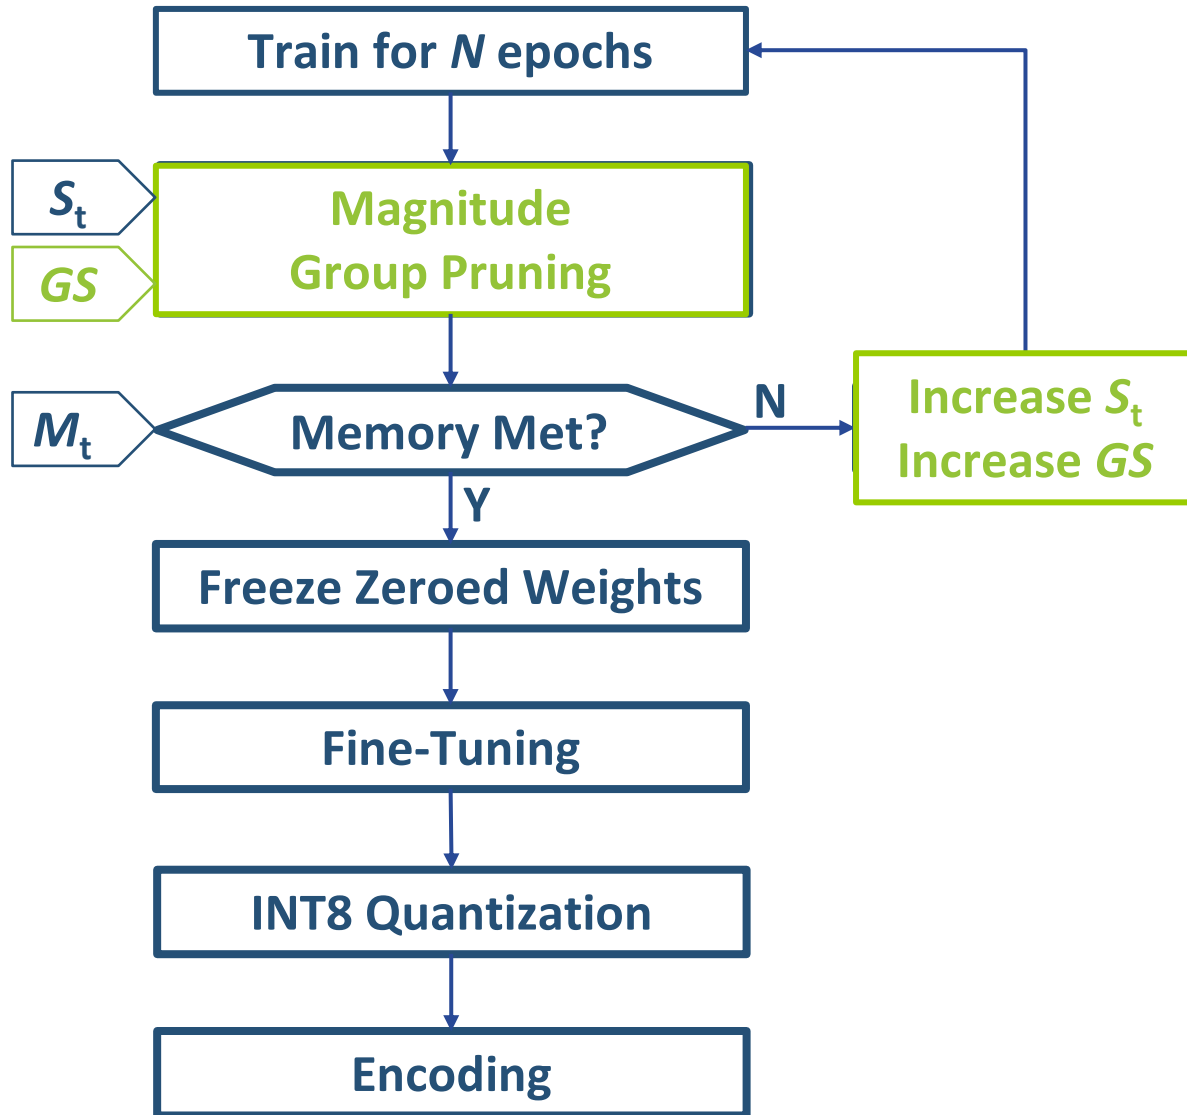 Train for N epochs
St
Magnitude
Group Pruning
GS
Mt
Memory Met?
N
Increase St
Increase GS
Y
Freeze Zeroed Weights
Fine-Tuning
INT8 Quantization
Encoding